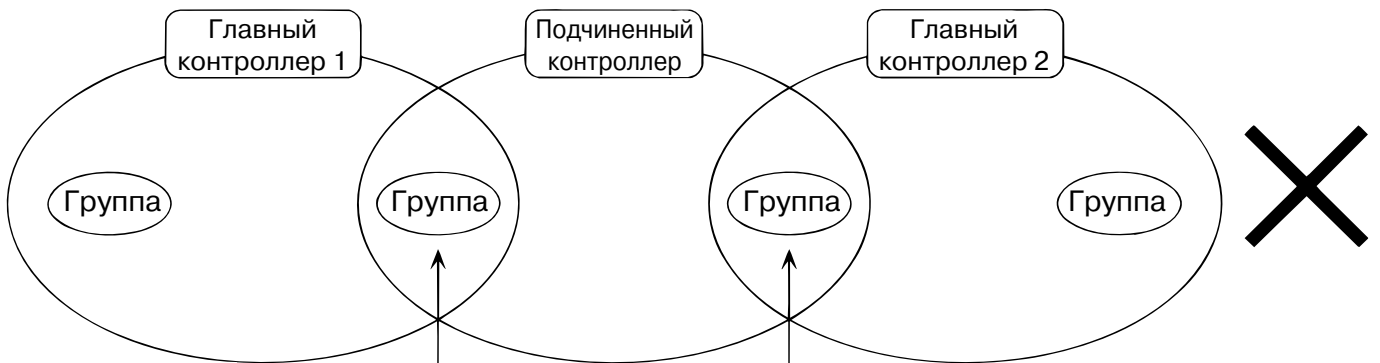 Главный
контроллер 1
Подчиненный
контроллер
Главный
контроллер 2
Группа
Группа
Группа
Группа